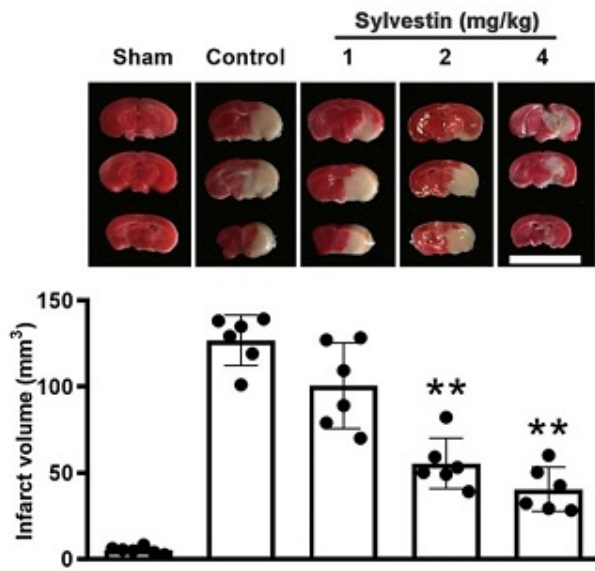 Sylvestin (mg/kg)
Sham Control 1 2 4
150
100
50
0
Infarct volume (mm³)
** **